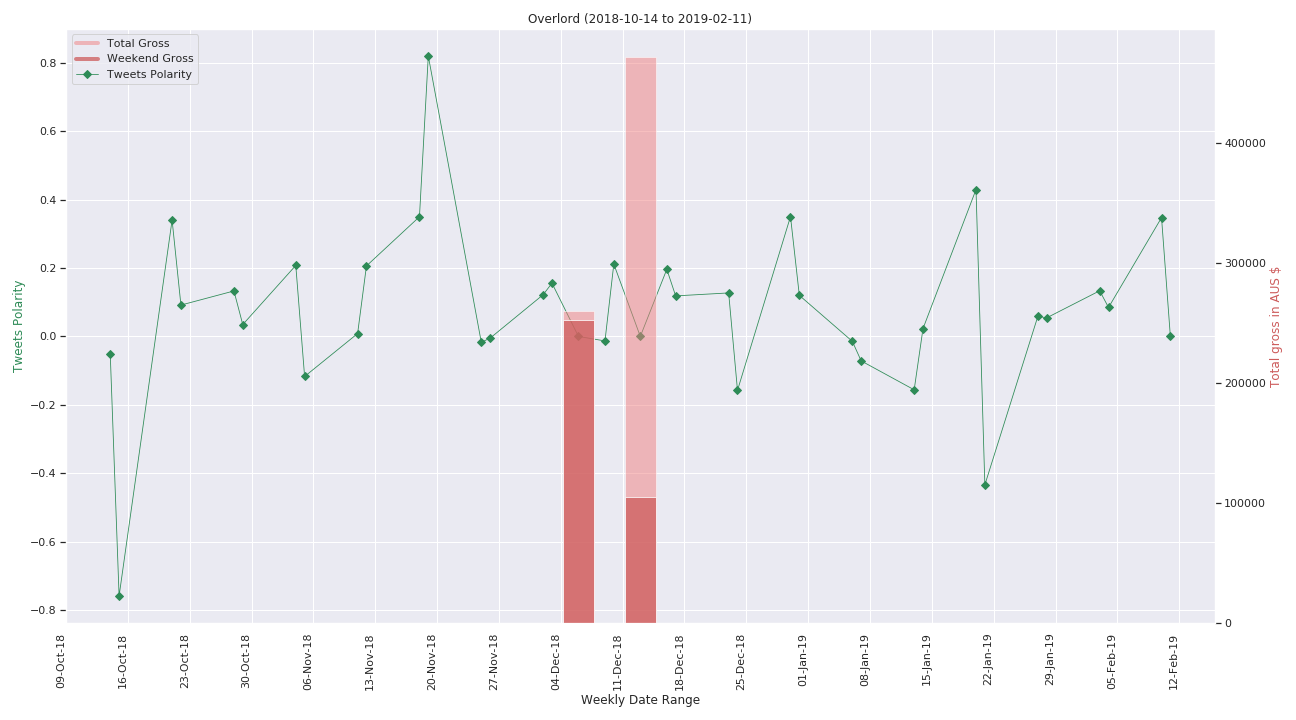 Overlord (2018-10-14 to 2019-02-11)
Total Gross
Weekend Gross
Tweets Polarity
0.8
0.6
0.4
0.2
0.0
−0.2
−0.4
−0.6
−0.8
Tweets Polarity
400000
300000
200000
100000
0
Total gross in AUS $
09-Oct-18
16-Oct-18
23-Oct-18
30-Oct-18
06-Nov-18
13-Nov-18
20-Nov-18
27-Nov-18
04-Dec-18
11-Dec-18
18-Dec-18
25-Dec-18
01-Jan-19
08-Jan-19
15-Jan-19
22-Jan-19
29-Jan-19
05-Feb-19
12-Feb-19
Weekly Date Range